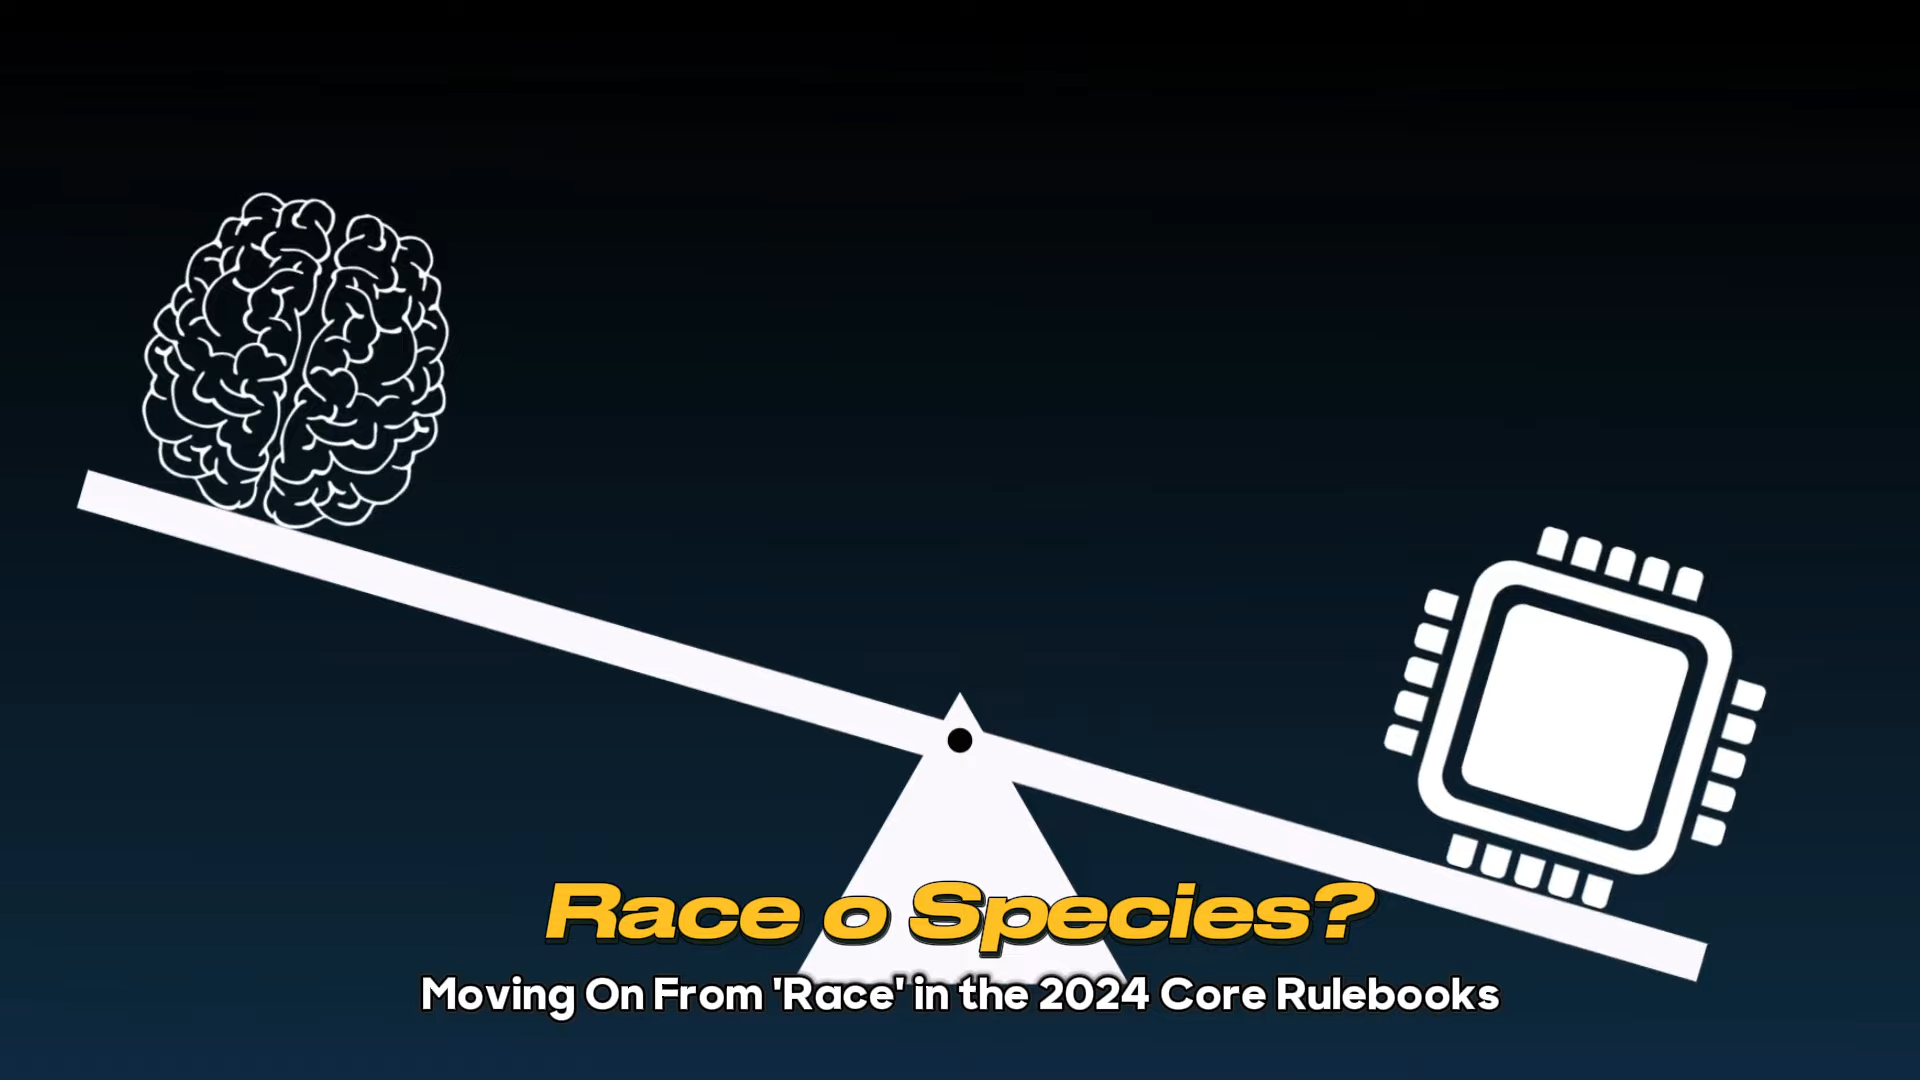 Race o Species?
Moving On From 'Race' in the 2024 Core Rulebooks